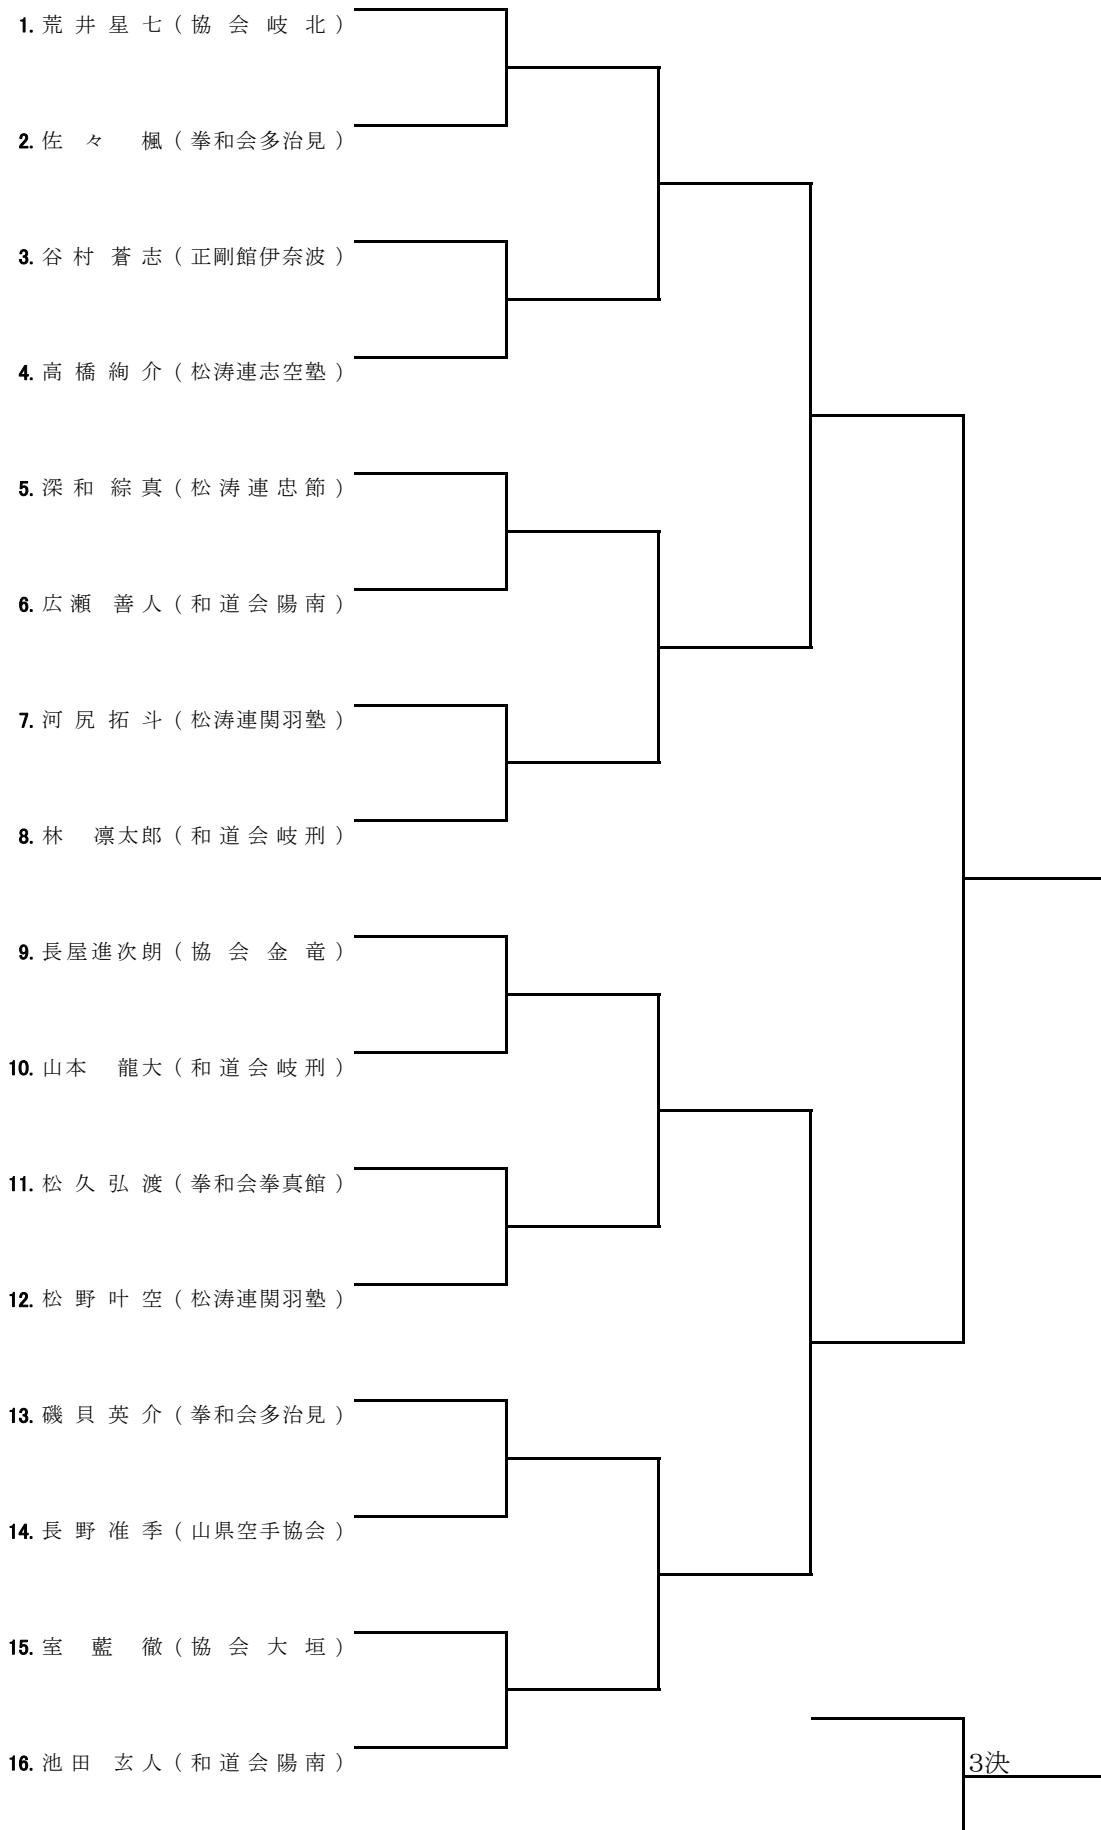 1. 荒井星七(協会岐北)
2. 佐々 楓(拳和会多治見)
3. 谷村 蒼志(正剛館伊奈波)
4. 高橋絢介(松涛連志空塾)
5. 深和 綜真(松涛連忠節)
6. 広瀬 善人(和道会陽南)
7. 河尻拓斗(松涛連関羽塾)
8. 林 凛太郎(和道会岐刑)
9. 長屋進次朗(協会金竜)
10. 山本 龍大(和道会岐刑)
11. 松久弘渡(拳和会拳真館)
12. 松野叶空(松涛連関羽塾)
13. 磯貝英介(拳和会多治見)
14. 長野准季(山県空手協会)
15. 室 藍 徹(協会大垣)
16. 池田 玄人(和道会陽南)
3決